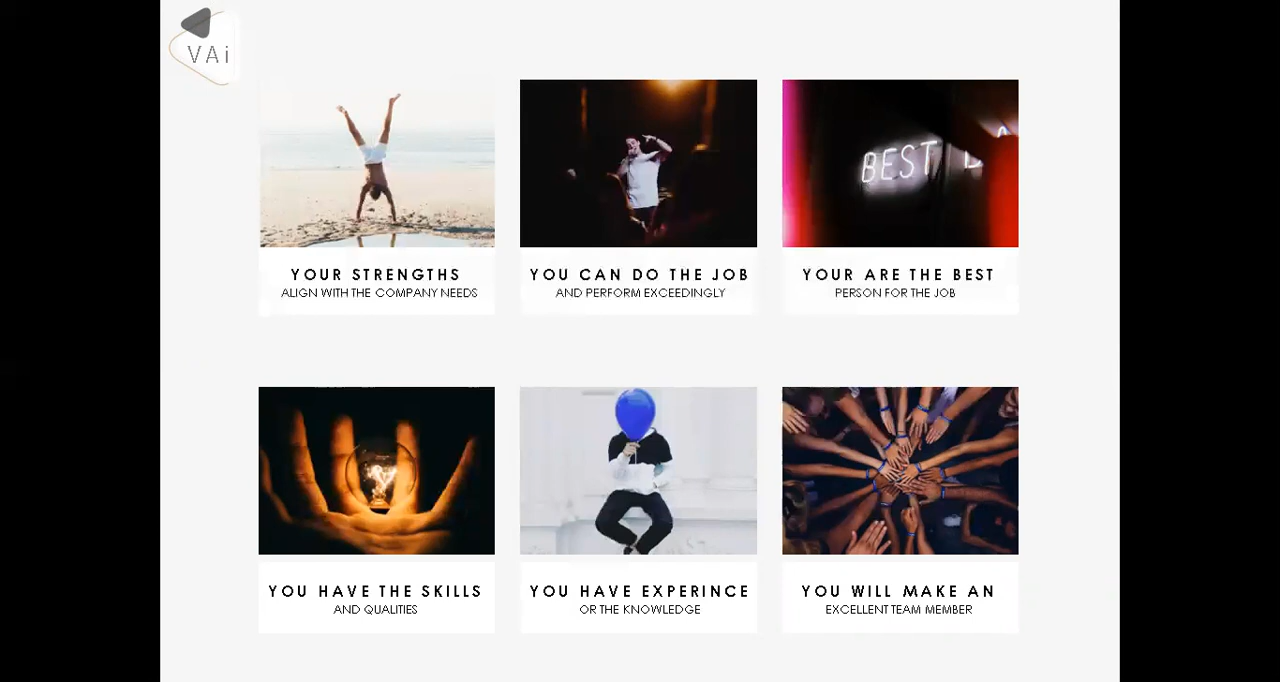 VAi
YOUR STRENGTHS
ALIGN WITH THE COMPANY NEEDS
YOU CAN DO THE JOB
AND PERFORM EXCEEDINGLY
BEST
YOUR ARE THE BEST
PERSON FOR THE JOB
YOU HAVE THE SKILLS
AND QUALITIES
YOU HAVE EXPERINCE
OR THE KNOWLEDGE
YOU WILL MAKE AN
EXCELLENT TEAM MEMBER